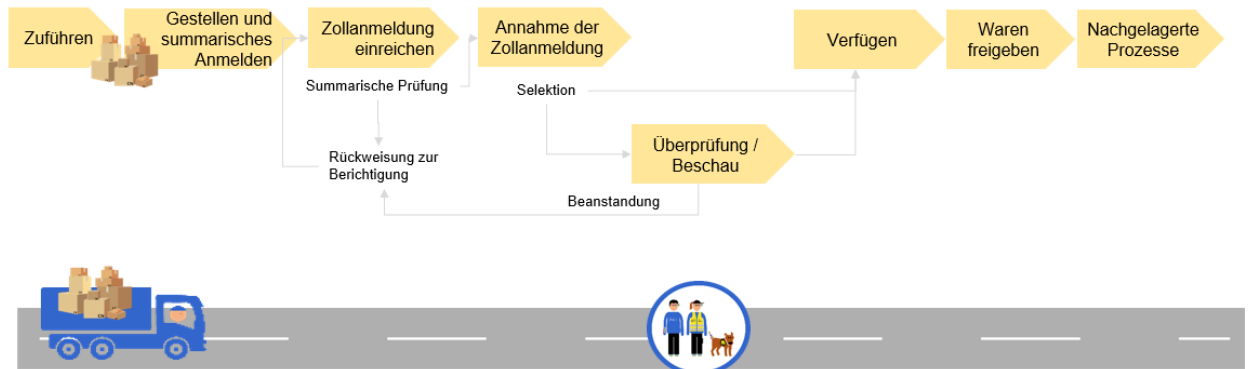 Zuführen
Gestellen und
summarisches
Anmelden
Zollanmeldung
einreichen
Annahme der
Zollanmeldung
Verfügen
Waren
freigeben
Nachgelagerte
Prozesse
Summarische Prüfung
Selektion
Überprüfung /
Beschau
Rückweisung zur
Berichtigung
Beanstandung